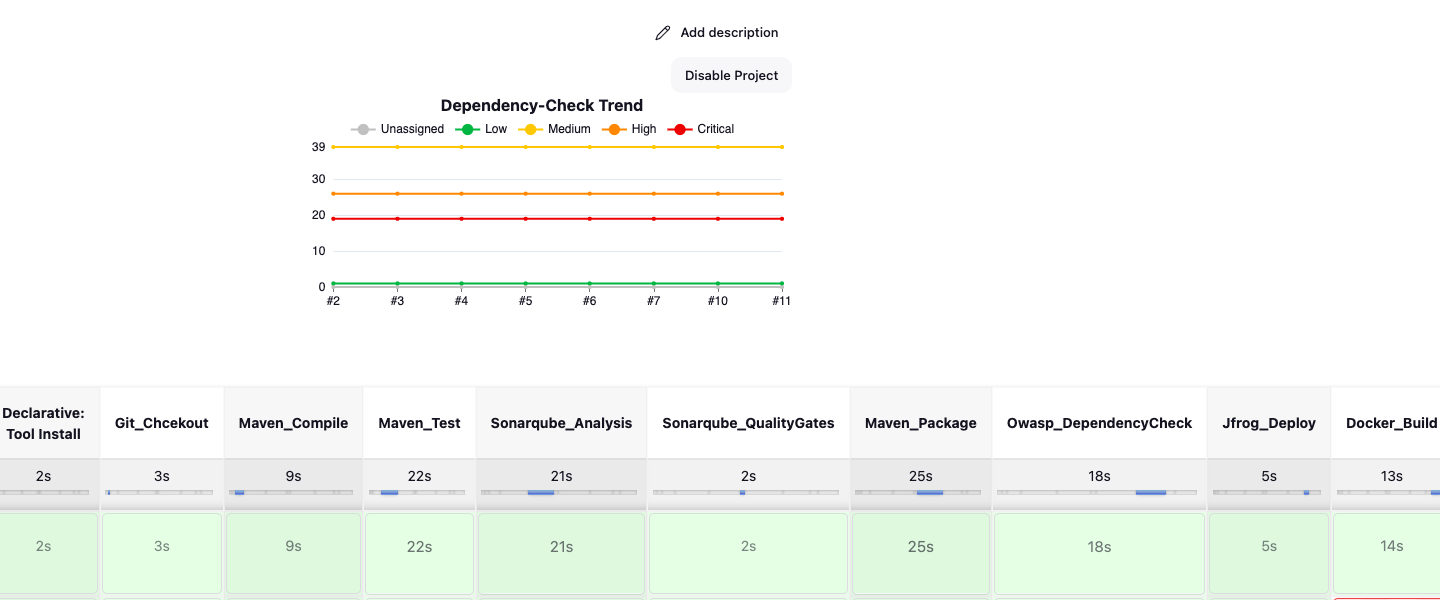 Add description
Disable Project
Dependency-Check Trend
Unassigned Low Medium High Critical
39
30
20
10
0
#2 #3 #4 #5 #6 #7 #10 #11
Declarative: Tool Install Git_Chcekout Maven_Compile Maven_Test Sonarqube_Analysis Sonarqube_QualityGates Maven_Package Owasp_DependencyCheck Jfrog_Deploy Docker_Build
2s 3s 9s 22s 21s 2s 25s 18s 5s 13s
2s 3s 9s 22s 21s 2s 25s 18s 5s 14s